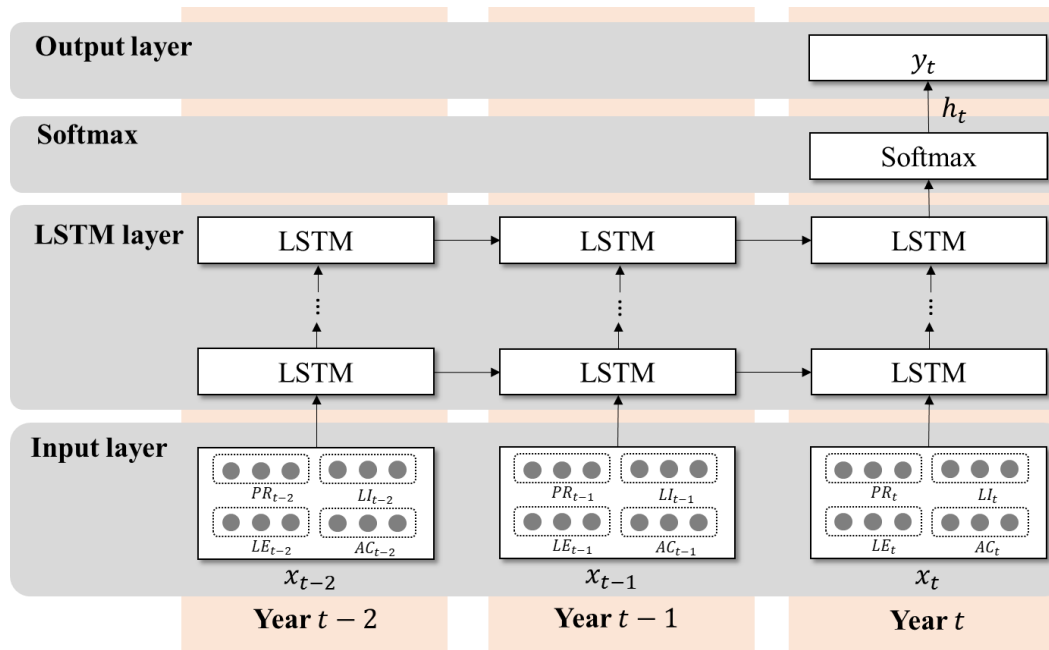 Output layer
y_t
h_t
Softmax
Softmax
LSTM layer
LSTM LSTM LSTM
⋮ ⋮ ⋮
LSTM LSTM LSTM
Input layer
PR_{t-2} LI_{t-2} PR_{t-1} LI_{t-1} PR_t LI_t
LE_{t-2} AC_{t-2} LE_{t-1} AC_{t-1} LE_t AC_t
x_{t-2} x_{t-1} x_t
Year t − 2 Year t − 1 Year t